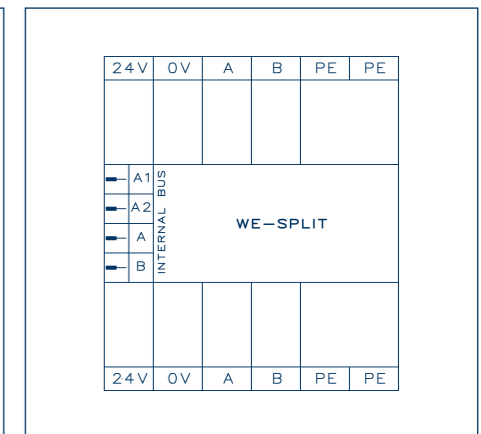 24V 0V A B PE PE
A1
A2
A
B
INTERNAL BUS
WE-SPLIT
24V 0V A B PE PE